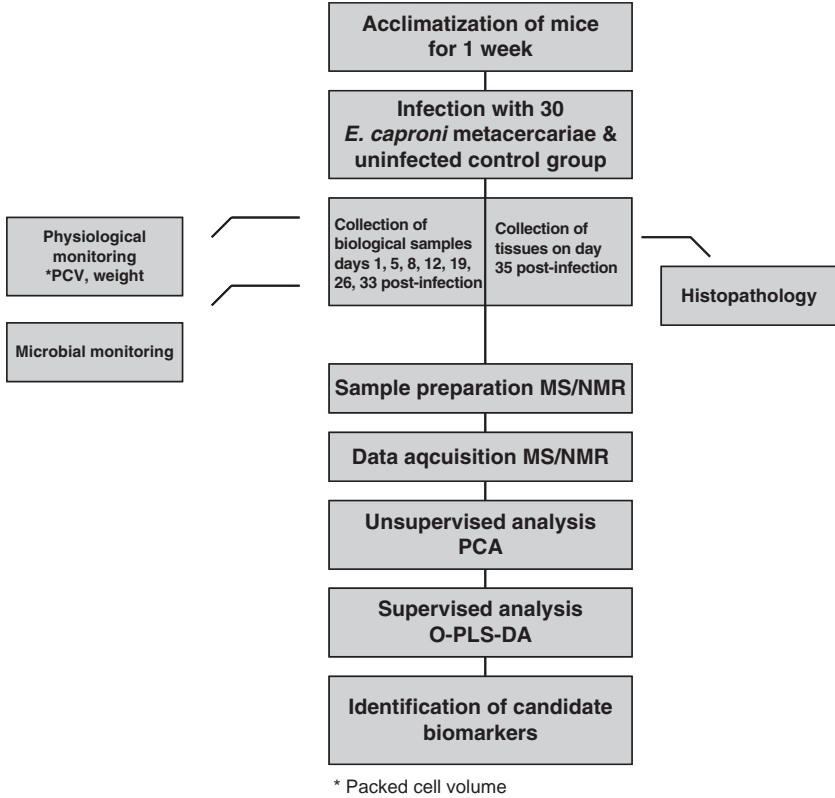 Acclimatization of mice
for 1 week
Infection with 30
E. caproni metacercariae &
uninfected control group
Physiological
monitoring
*PCV, weight
Microbial monitoring
Collection of
biological samples
days 1, 5, 8, 12, 19,
26, 33 post-infection
Collection of
tissues on day
35 post-infection
Histopathology
Sample preparation MS/NMR
Data aqcuisition MS/NMR
Unsupervised analysis
PCA
Supervised analysis
O-PLS-DA
Identification of candidate
biomarkers
* Packed cell volume